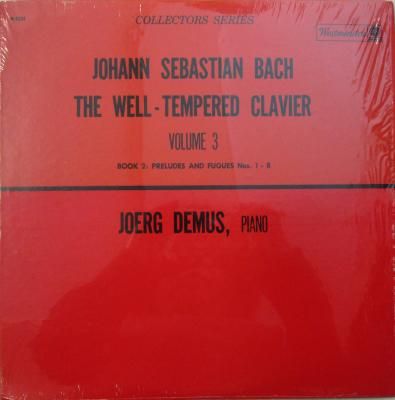 COLLECTORS SERIES
Westminster
JOHANN SEBASTIAN BACH
THE WELL-TEMPERED CLAVIER
VOLUME 3
BOOK 2: PRELUDES AND FUGUES Nos. 1 - 8
JOERG DEMUS, PIANO